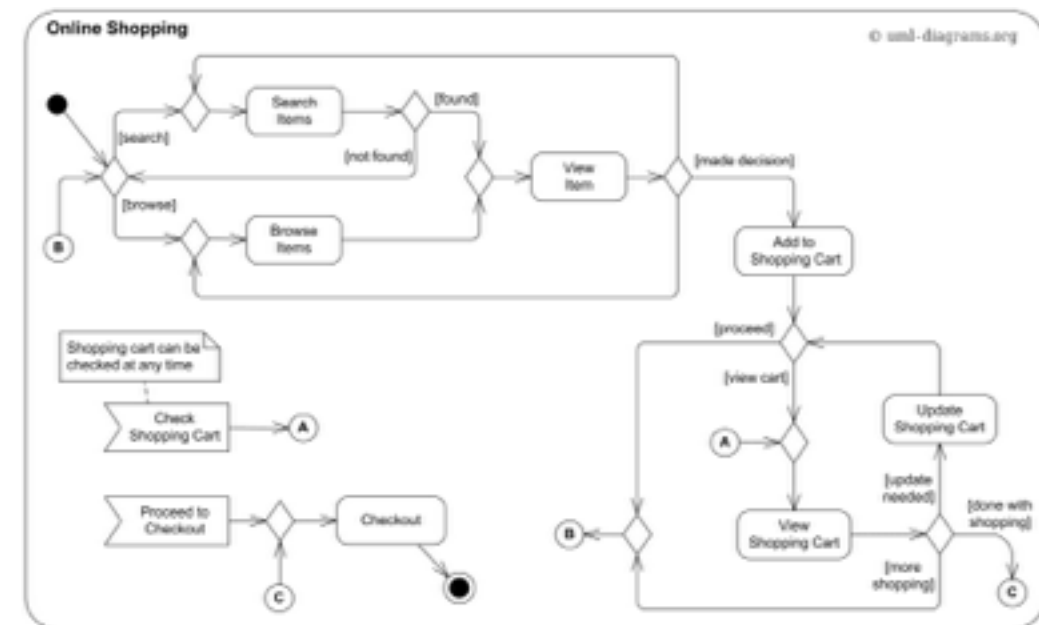 Online Shopping
© uml-diagrams.org
Search
Items
[found]
[search]
[not found]
View
Item
[made decision]
[browse]
B
Browse
Items
Add to
Shopping Cart
Shopping cart can be
checked at any time
[proceed]
[view cart]
Check
Shopping Cart
A
A
Update
Shopping Cart
[update
needed]
[done with
shopping]
Proceed to
Checkout
Checkout
B
View
Shopping Cart
[more
shopping]
C
C